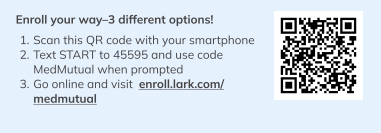 Enroll your way–3 different options!
1. Scan this QR code with your smartphone
2. Text START to 45595 and use code
MedMutual when prompted
3. Go online and visit enroll.lark.com/
medmutual